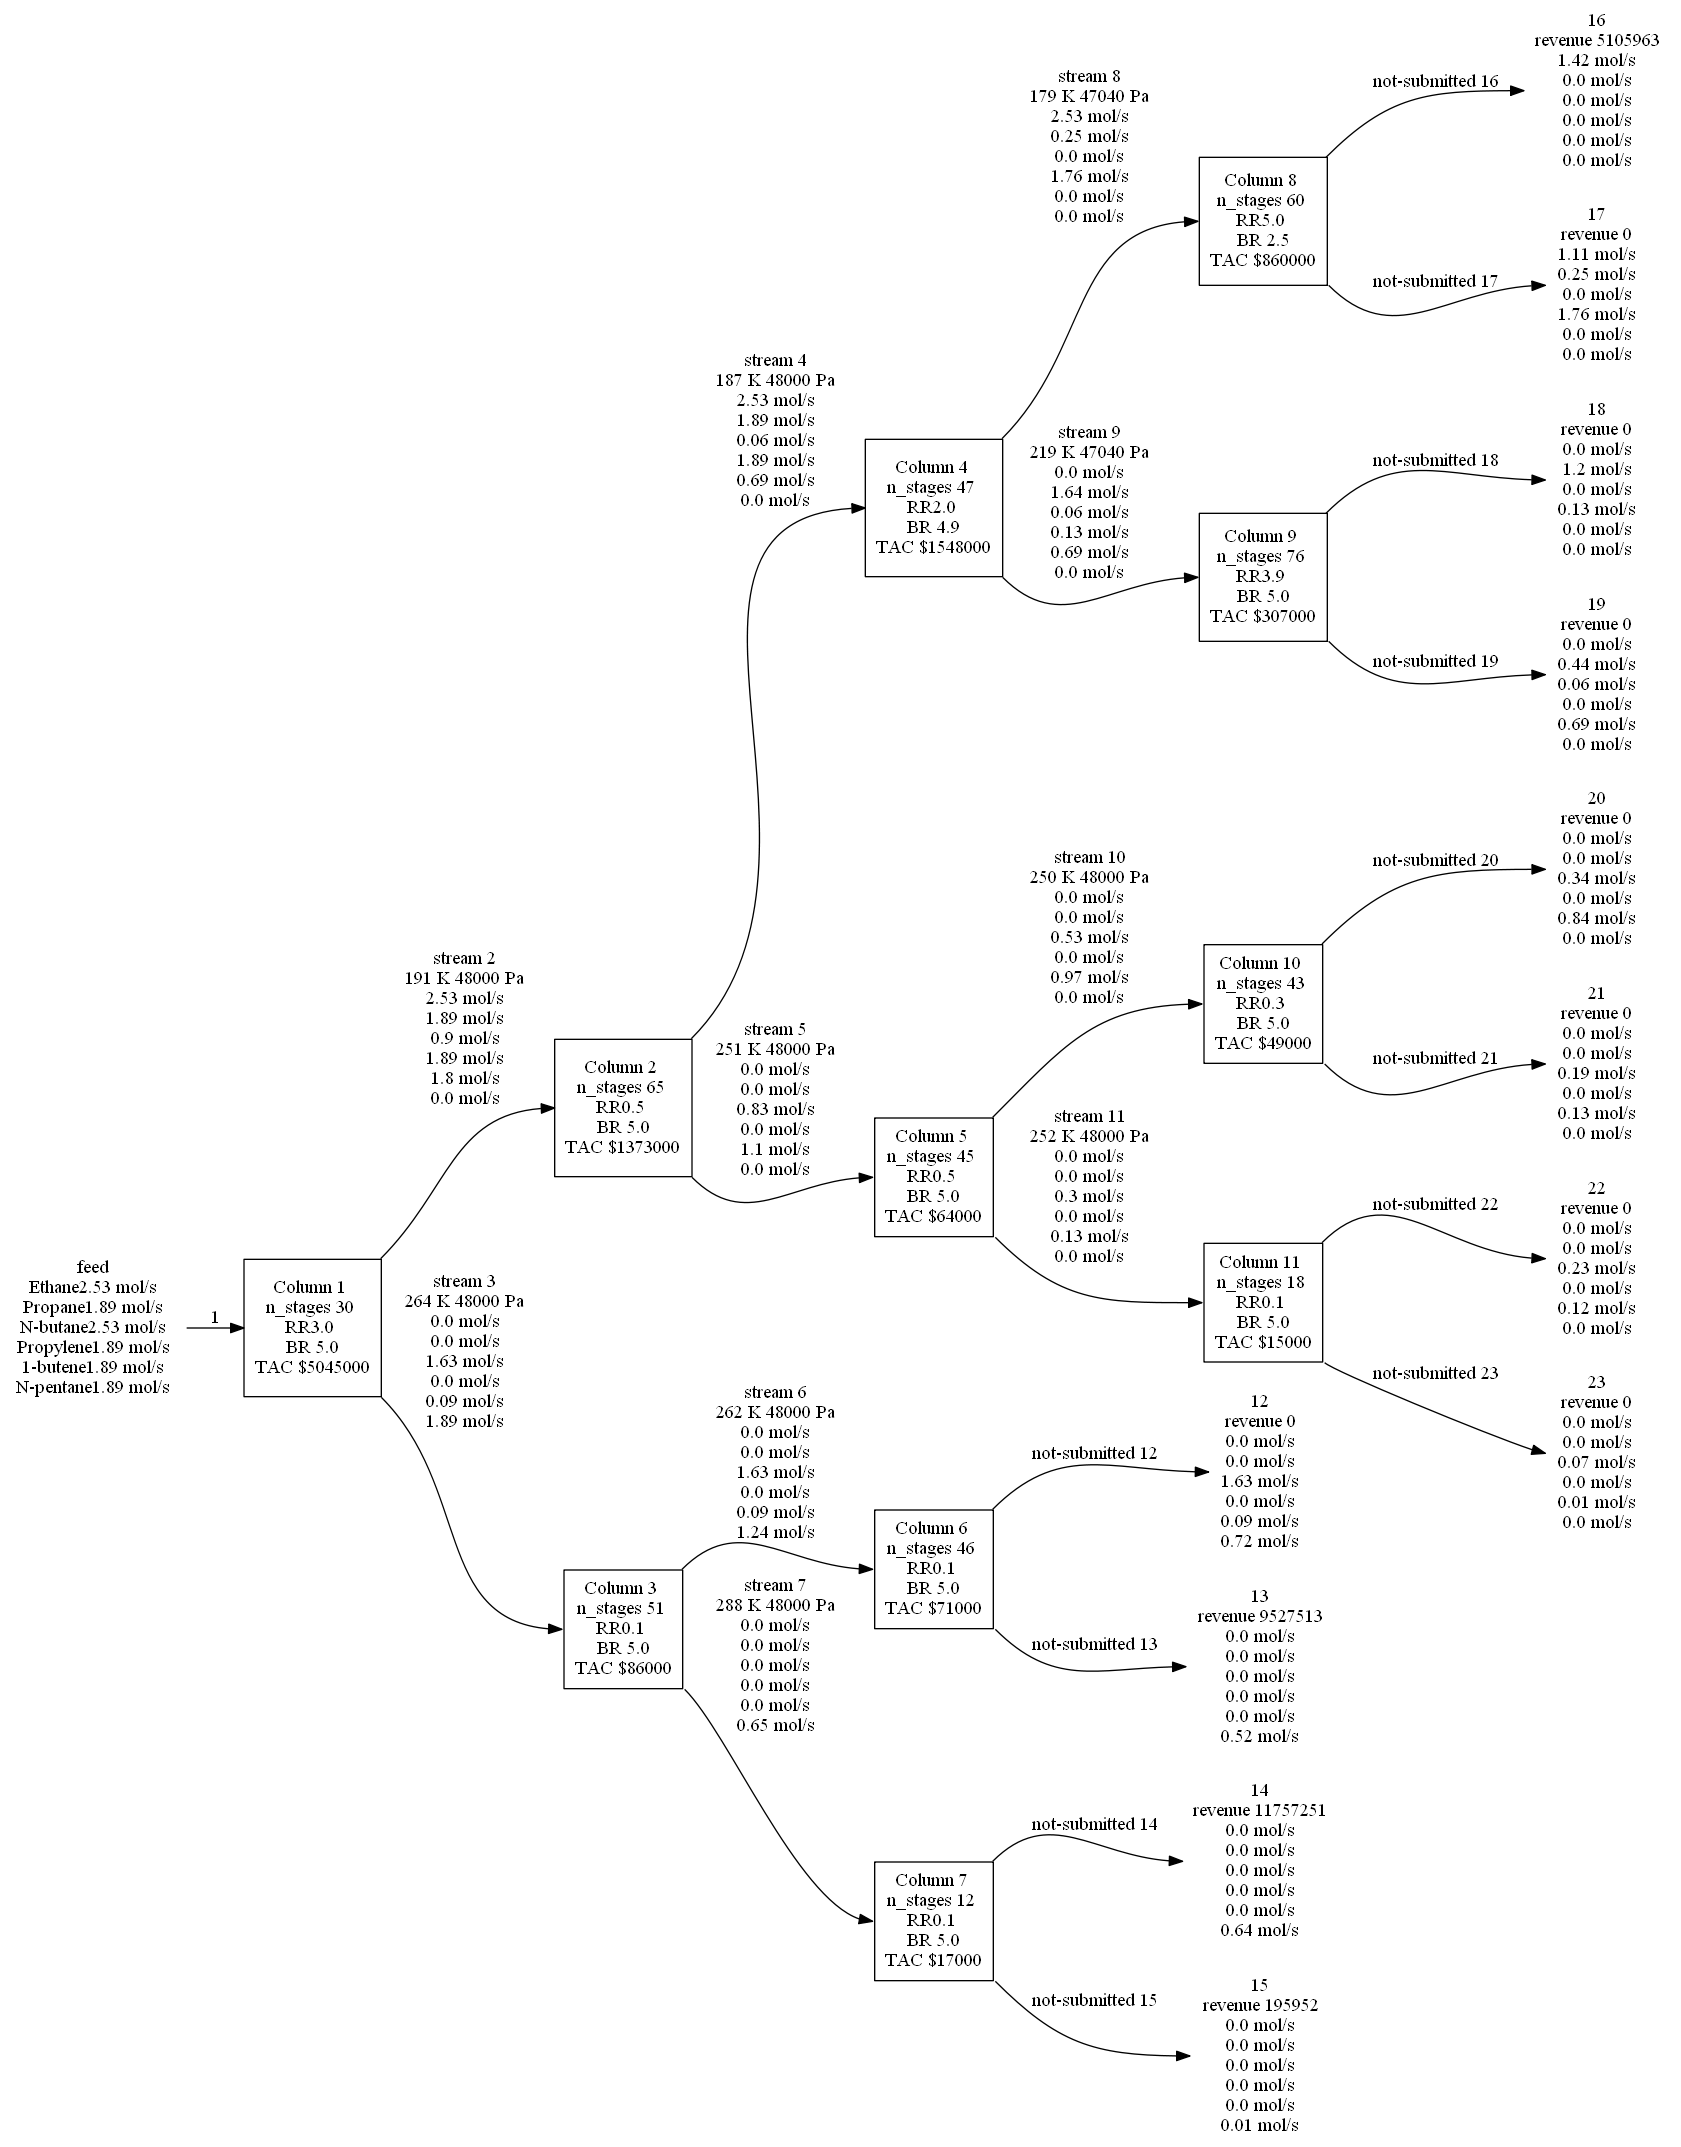 feed
Ethane2.53 mol/s
Propane1.89 mol/s
N-butane2.53 mol/s
Propylene1.89 mol/s
1-butene1.89 mol/s
N-pentane1.89 mol/s
1
Column 1
n_stages 30
RR3.0
BR 5.0
TAC $5045000
stream 2
191 K 48000 Pa
2.53 mol/s
1.89 mol/s
0.9 mol/s
1.89 mol/s
1.8 mol/s
0.0 mol/s
stream 3
264 K 48000 Pa
0.0 mol/s
0.0 mol/s
1.63 mol/s
0.0 mol/s
0.09 mol/s
1.89 mol/s
Column 2
n_stages 65
RR0.5
BR 5.0
TAC $1373000
Column 3
n_stages 51
RR0.1
BR 5.0
TAC $86000
stream 4
187 K 48000 Pa
2.53 mol/s
1.89 mol/s
0.06 mol/s
1.89 mol/s
0.69 mol/s
0.0 mol/s
stream 5
251 K 48000 Pa
0.0 mol/s
0.0 mol/s
0.83 mol/s
0.0 mol/s
1.1 mol/s
0.0 mol/s
stream 6
262 K 48000 Pa
0.0 mol/s
0.0 mol/s
1.63 mol/s
0.0 mol/s
0.09 mol/s
1.24 mol/s
stream 7
288 K 48000 Pa
0.0 mol/s
0.0 mol/s
0.0 mol/s
0.0 mol/s
0.0 mol/s
0.65 mol/s
Column 4
n_stages 47
RR2.0
BR 4.9
TAC $1548000
Column 5
n_stages 45
RR0.5
BR 5.0
TAC $64000
Column 6
n_stages 46
RR0.1
BR 5.0
TAC $71000
Column 7
n_stages 12
RR0.1
BR 5.0
TAC $17000
stream 8
179 K 47040 Pa
2.53 mol/s
0.25 mol/s
0.0 mol/s
1.76 mol/s
0.0 mol/s
0.0 mol/s
stream 9
219 K 47040 Pa
0.0 mol/s
1.64 mol/s
0.06 mol/s
0.13 mol/s
0.69 mol/s
0.0 mol/s
stream 10
250 K 48000 Pa
0.0 mol/s
0.0 mol/s
0.53 mol/s
0.0 mol/s
0.97 mol/s
0.0 mol/s
stream 11
252 K 48000 Pa
0.0 mol/s
0.0 mol/s
0.3 mol/s
0.0 mol/s
0.13 mol/s
0.0 mol/s
not-submitted 12
not-submitted 13
not-submitted 14
not-submitted 15
Column 8
n_stages 60
RR5.0
BR 2.5
TAC $860000
Column 9
n_stages 76
RR3.9
BR 5.0
TAC $307000
Column 10
n_stages 43
RR0.3
BR 5.0
TAC $49000
Column 11
n_stages 18
RR0.1
BR 5.0
TAC $15000
12
revenue 0
0.0 mol/s
0.0 mol/s
1.63 mol/s
0.0 mol/s
0.09 mol/s
0.72 mol/s
13
revenue 9527513
0.0 mol/s
0.0 mol/s
0.0 mol/s
0.0 mol/s
0.0 mol/s
0.52 mol/s
14
revenue 11757251
0.0 mol/s
0.0 mol/s
0.0 mol/s
0.0 mol/s
0.0 mol/s
0.64 mol/s
15
revenue 195952
0.0 mol/s
0.0 mol/s
0.0 mol/s
0.0 mol/s
0.0 mol/s
0.01 mol/s
not-submitted 16
not-submitted 17
not-submitted 18
not-submitted 19
not-submitted 20
not-submitted 21
not-submitted 22
not-submitted 23
16
revenue 5105963
1.42 mol/s
0.0 mol/s
0.0 mol/s
0.0 mol/s
0.0 mol/s
0.0 mol/s
17
revenue 0
1.11 mol/s
0.25 mol/s
0.0 mol/s
1.76 mol/s
0.0 mol/s
0.0 mol/s
18
revenue 0
0.0 mol/s
1.2 mol/s
0.0 mol/s
0.13 mol/s
0.0 mol/s
0.0 mol/s
19
revenue 0
0.0 mol/s
0.44 mol/s
0.06 mol/s
0.0 mol/s
0.69 mol/s
0.0 mol/s
20
revenue 0
0.0 mol/s
0.0 mol/s
0.34 mol/s
0.0 mol/s
0.84 mol/s
0.0 mol/s
21
revenue 0
0.0 mol/s
0.0 mol/s
0.19 mol/s
0.0 mol/s
0.13 mol/s
0.0 mol/s
22
revenue 0
0.0 mol/s
0.0 mol/s
0.23 mol/s
0.0 mol/s
0.12 mol/s
0.0 mol/s
23
revenue 0
0.0 mol/s
0.0 mol/s
0.07 mol/s
0.0 mol/s
0.01 mol/s
0.0 mol/s